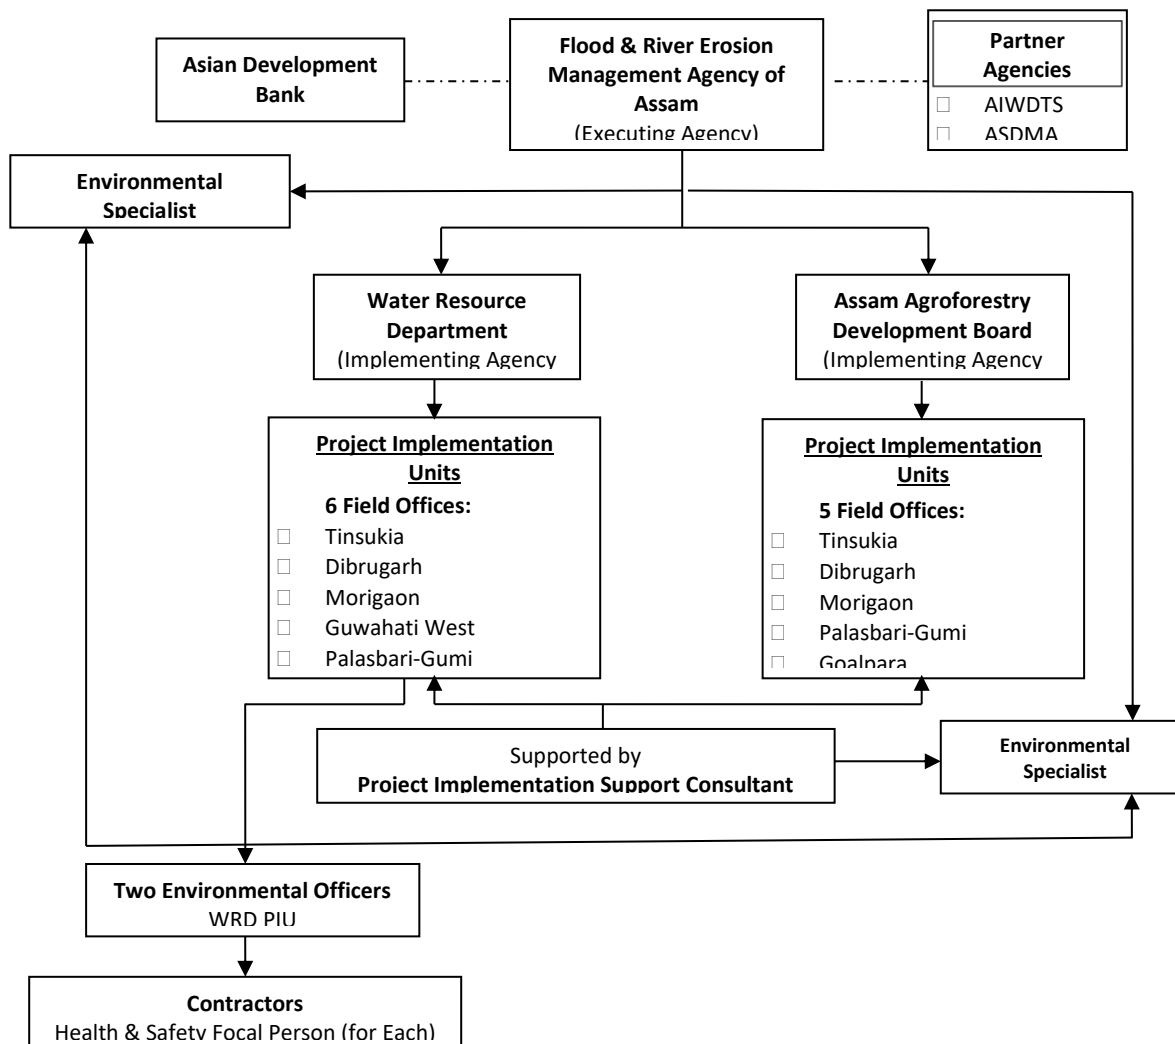 Asian Development
Bank
Flood & River Erosion
Management Agency of
Assam
(Executing Agency)
Partner
Agencies
AIWDTS
ASDMA
Environmental
Specialist
Water Resource
Department
(Implementing Agency
Assam Agroforestry
Development Board
(Implementing Agency
Project Implementation
Units
6 Field Offices:
Tinsukia
Dibrugarh
Morigaon
Guwahati West
Palasbari-Gumi
Project Implementation
Units
5 Field Offices:
Tinsukia
Dibrugarh
Morigaon
Palasbari-Gumi
Goalpara
Supported by
Project Implementation Support Consultant
Environmental
Specialist
Two Environmental Officers
WRD PIU
Contractors
Health & Safety Focal Person (for Each)